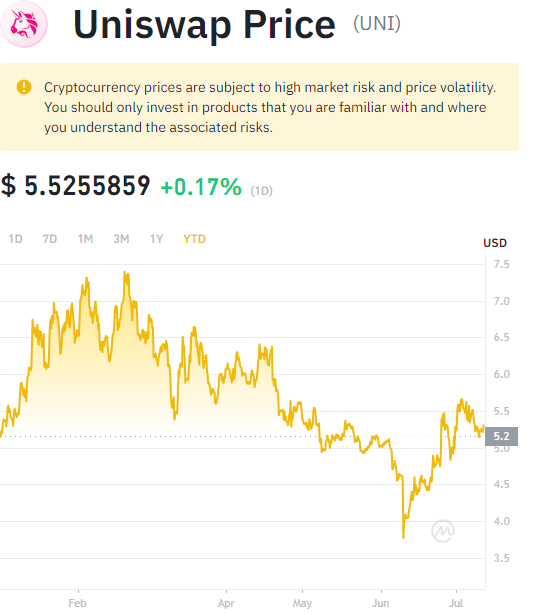 Uniswap Price (UNI)
Cryptocurrency prices are subject to high market risk and price volatility.
You should only invest in products that you are familiar with and where
you understand the associated risks.
$ 5.5255859 +0.17% (1D)
1D 7D 1M 3M 1Y YTD
USD
7.5
7.0
6.5
6.0
5.5
5.2
5.0
4.5
4.0
3.5
Feb Apr May Jun Jul